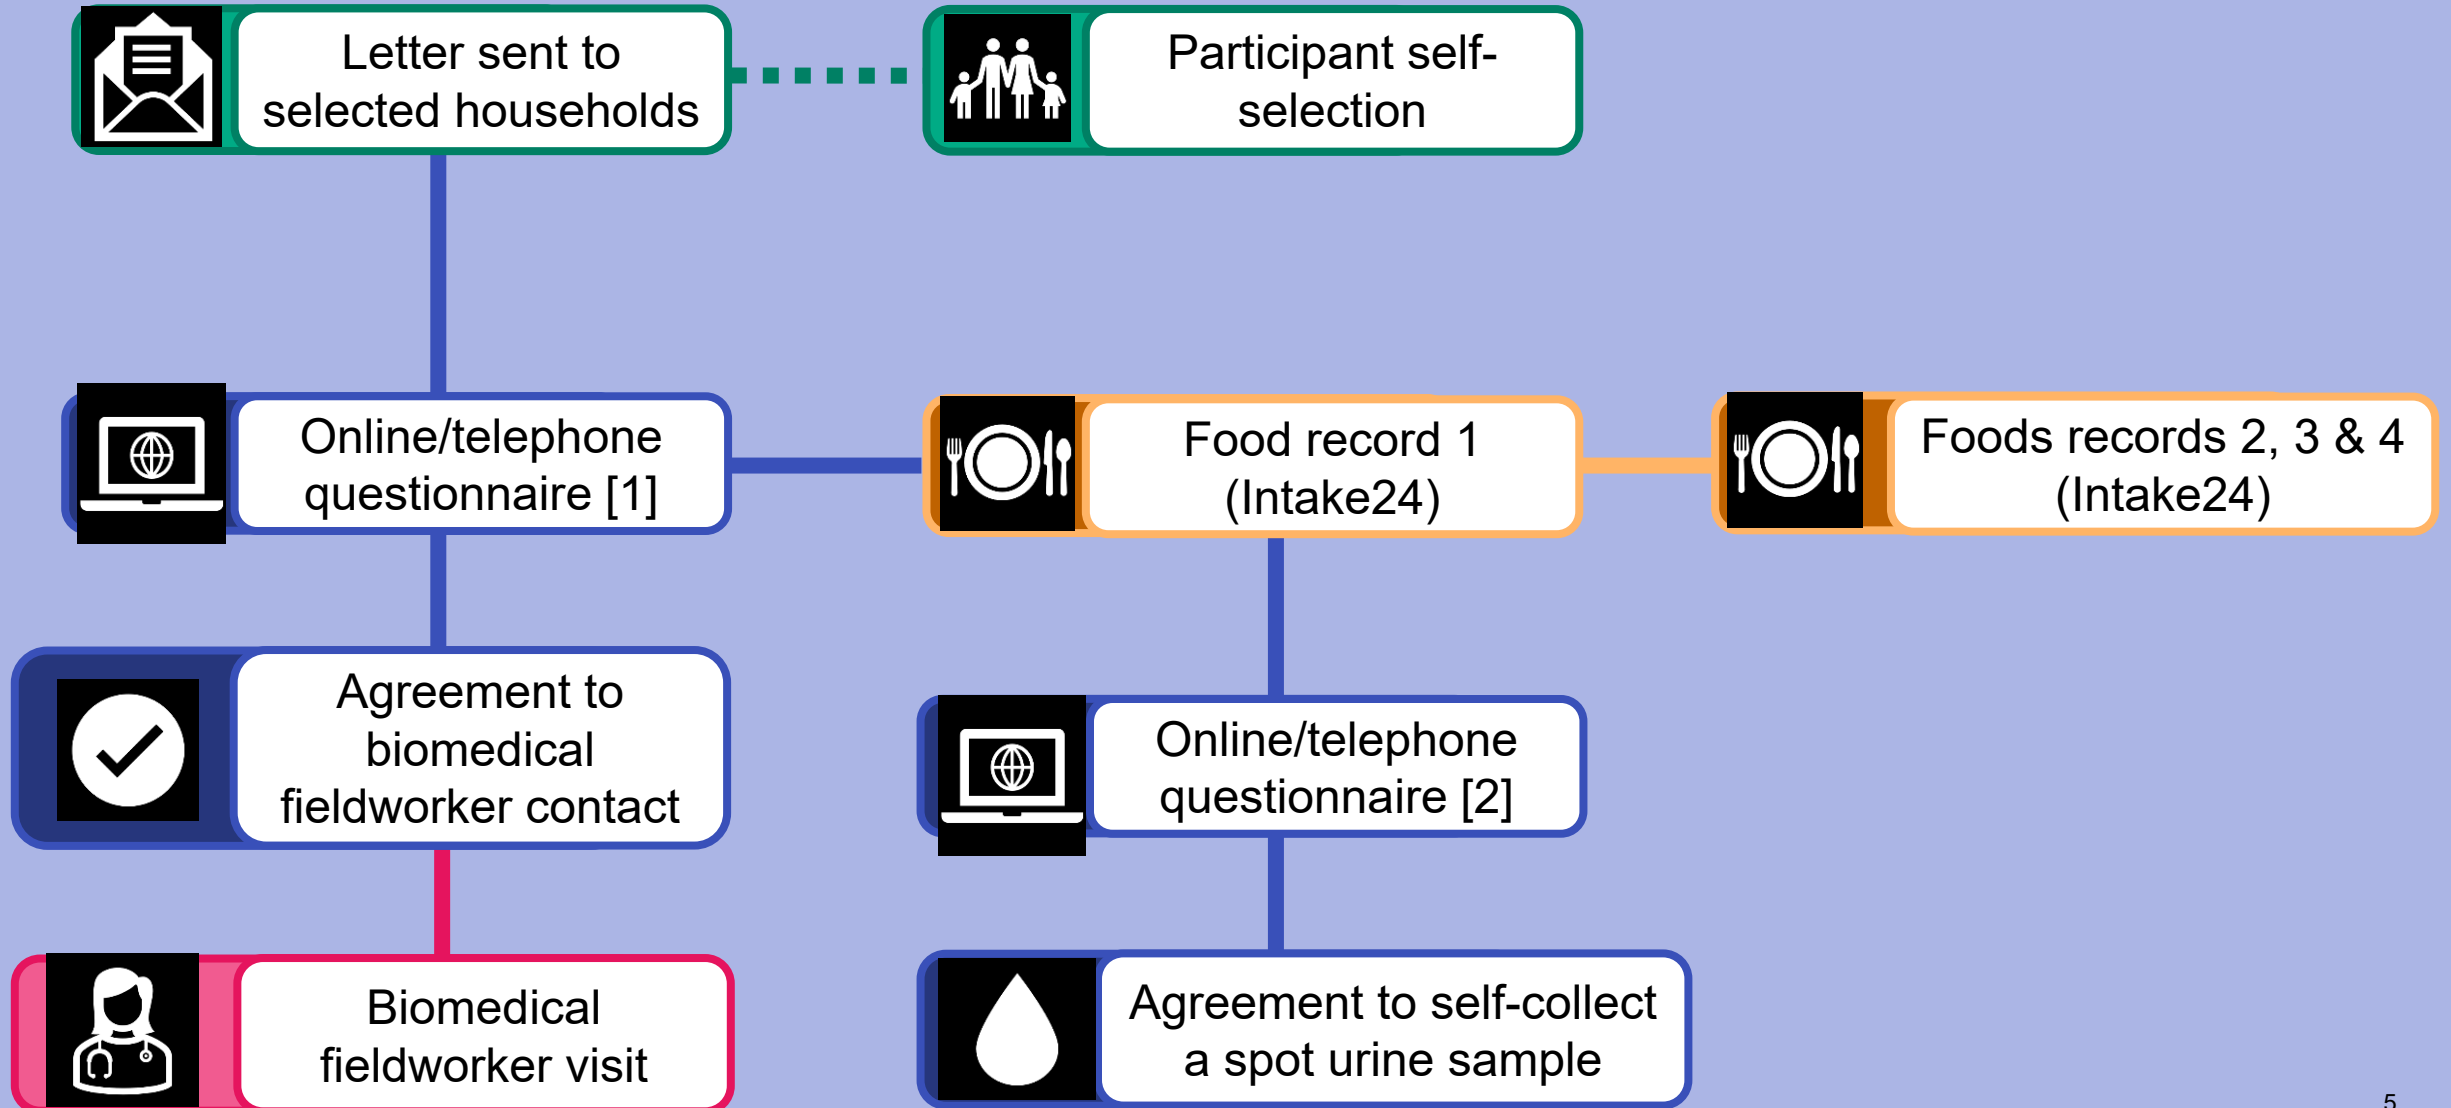 Letter sent to
selected households
Participant self-
selection
Online/telephone
questionnaire [1]
Food record 1
(Intake24)
Foods records 2, 3 & 4
(Intake24)
Agreement to
biomedical
fieldworker contact
Online/telephone
questionnaire [2]
Biomedical
fieldworker visit
Agreement to self-collect
a spot urine sample
5